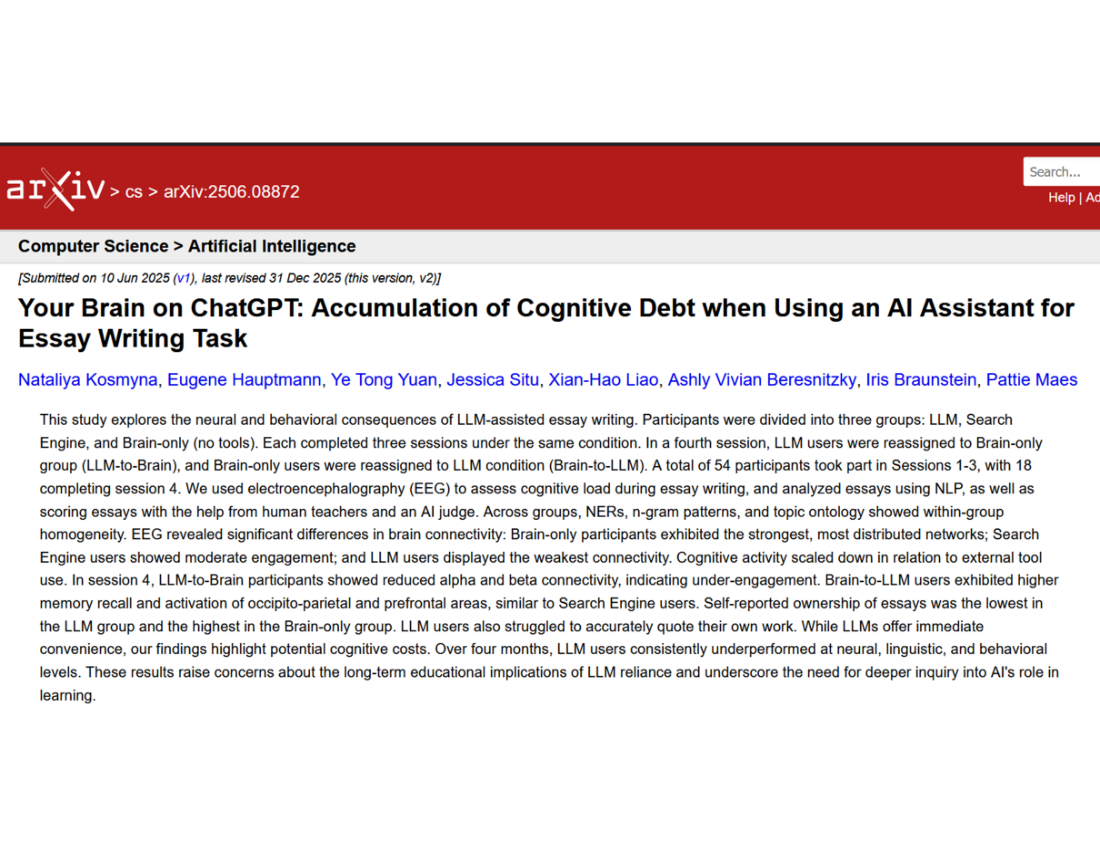 arXiv > cs > arXiv:2506.08872
Search...
Help | Ad
Computer Science > Artificial Intelligence
[Submitted on 10 Jun 2025 (v1), last revised 31 Dec 2025 (this version, v2)]
Your Brain on ChatGPT: Accumulation of Cognitive Debt when Using an AI Assistant for
Essay Writing Task
Nataliya Kosmyna, Eugene Hauptmann, Ye Tong Yuan, Jessica Situ, Xian-Hao Liao, Ashly Vivian Beresnitzky, Iris Braunstein, Pattie Maes
This study explores the neural and behavioral consequences of LLM-assisted essay writing. Participants were divided into three groups: LLM, Search
Engine, and Brain-only (no tools). Each completed three sessions under the same condition. In a fourth session, LLM users were reassigned to Brain-only
group (LLM-to-Brain), and Brain-only users were reassigned to LLM condition (Brain-to-LLM). A total of 54 participants took part in Sessions 1-3, with 18
completing session 4. We used electroencephalography (EEG) to assess cognitive load during essay writing, and analyzed essays using NLP, as well as
scoring essays with the help from human teachers and an AI judge. Across groups, NERs, n-gram patterns, and topic ontology showed within-group
homogeneity. EEG revealed significant differences in brain connectivity: Brain-only participants exhibited the strongest, most distributed networks; Search
Engine users showed moderate engagement; and LLM users displayed the weakest connectivity. Cognitive activity scaled down in relation to external tool
use. In session 4, LLM-to-Brain participants showed reduced alpha and beta connectivity, indicating under-engagement. Brain-to-LLM users exhibited higher
memory recall and activation of occipito-parietal and prefrontal areas, similar to Search Engine users. Self-reported ownership of essays was the lowest in
the LLM group and the highest in the Brain-only group. LLM users also struggled to accurately quote their own work. While LLMs offer immediate
convenience, our findings highlight potential cognitive costs. Over four months, LLM users consistently underperformed at neural, linguistic, and behavioral
levels. These results raise concerns about the long-term educational implications of LLM reliance and underscore the need for deeper inquiry into AI's role in
learning.